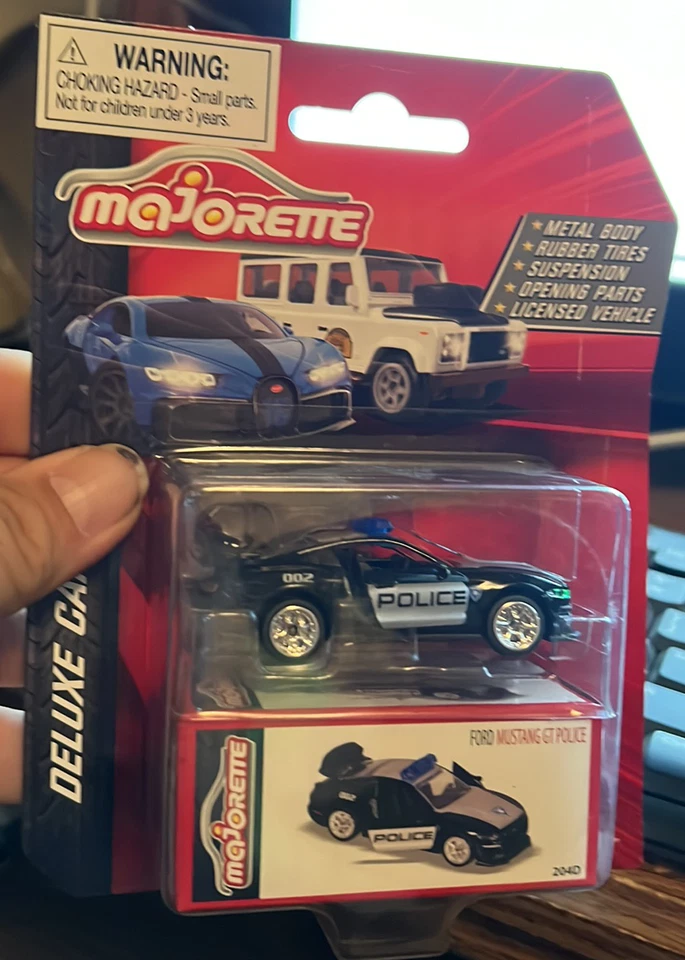 WARNING:
CHOKING HAZARD - Small parts.
Not for children under 3 years.
majorette
★ METAL BODY
★ RUBBER TIRES
★ SUSPENSION
★ OPENING PARTS
★ LICENSED VEHICLE
DELUXE CA
002
POLICE
majorette
FORD MUSTANG GT POLICE
POLICE
204D